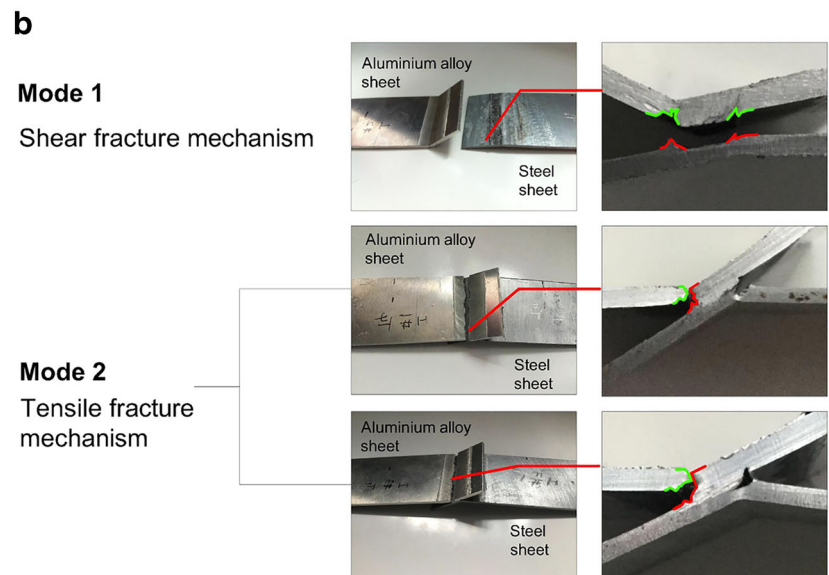 b
Mode 1
Shear fracture mechanism
Aluminium alloy
sheet
Steel
sheet
Aluminium alloy
sheet
Steel
sheet
Mode 2
Tensile fracture
mechanism
Aluminium alloy
sheet
Steel
sheet